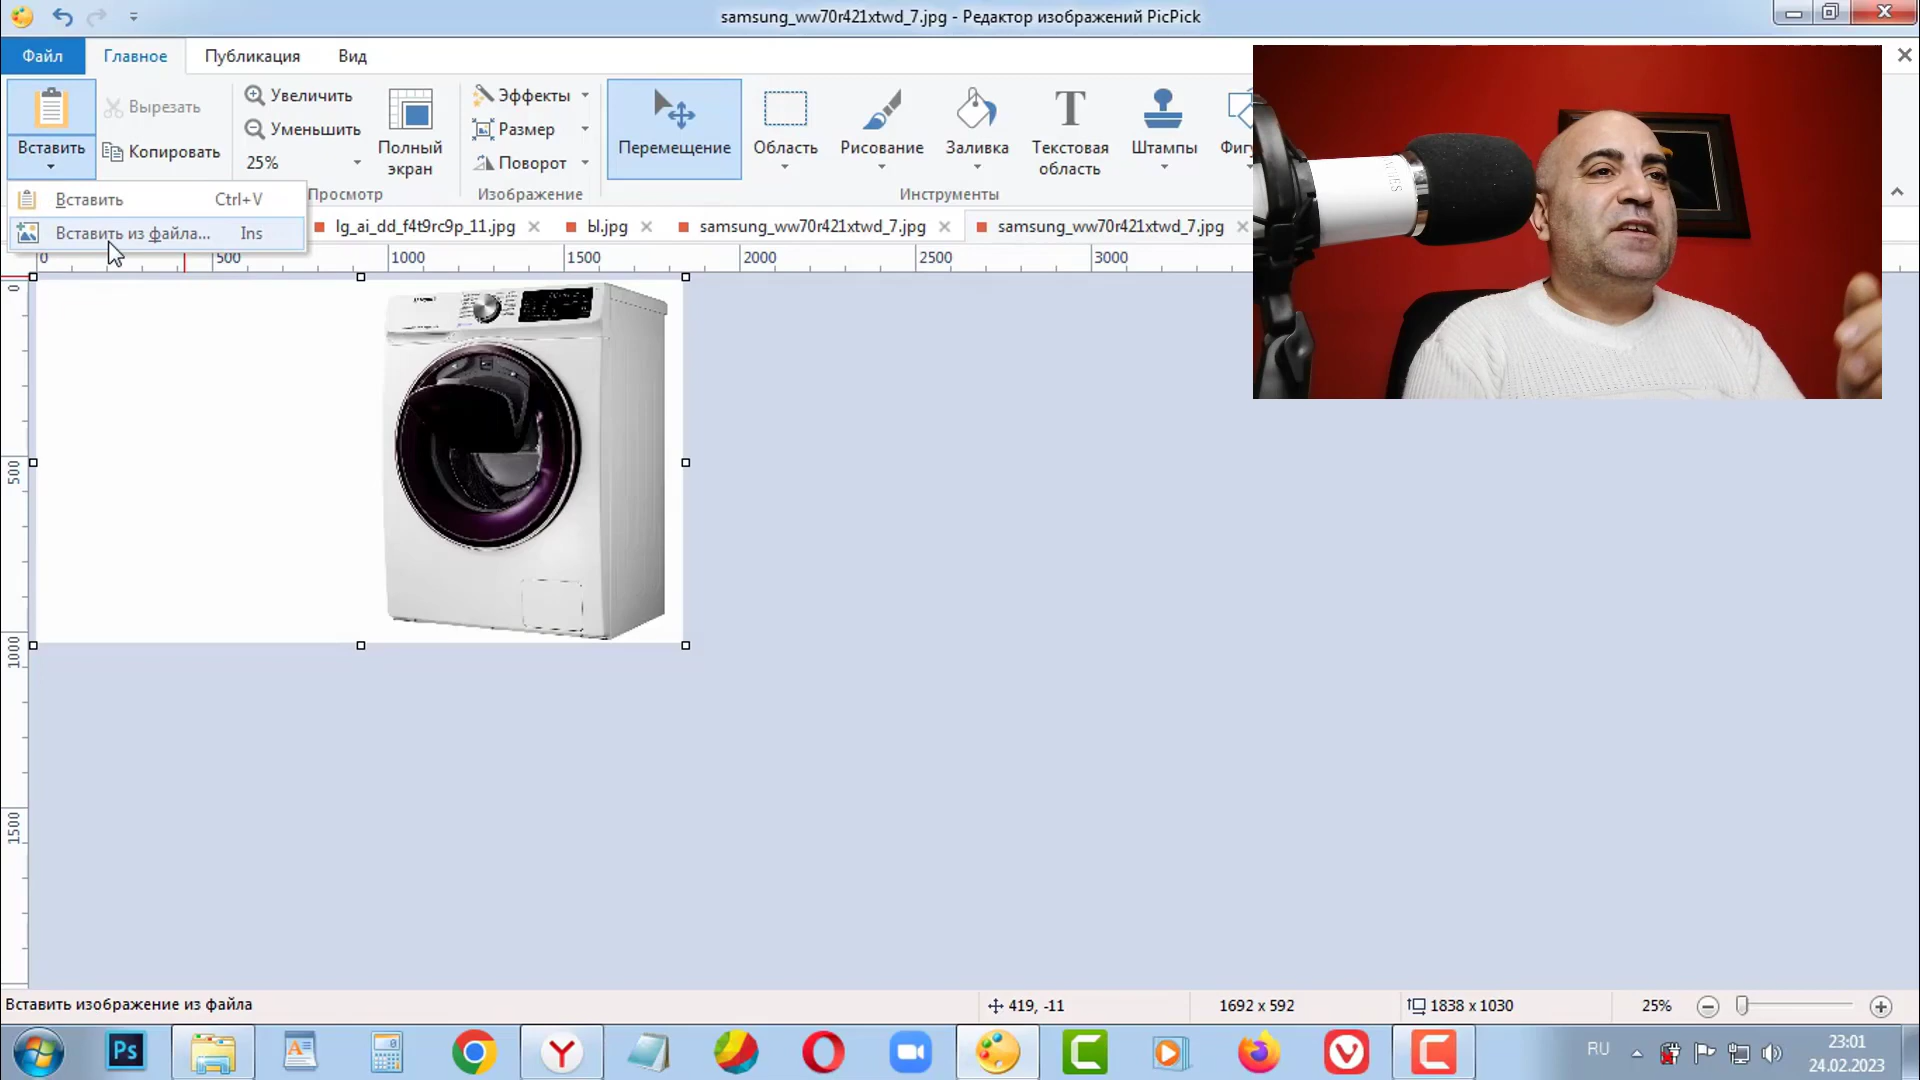 samsung_ww70r421xtwd_7.jpg - Редактор изображений PicPick
Файл
Главное
Публикация
Вид
Вставить
Вырезать
Копировать
Увеличить
Уменьшить
25%
Полный экран
Просмотр
Эффекты
Размер
Поворот
Изображение
Перемещение
Область
Рисование
Заливка
Текстовая область
Штампы
Фиг
Инструменты
Вставить Ctrl+V
Вставить из файла... Ins
lg_ai_dd_f4t9rc9p_11.jpg
Ы.jpg
samsung_ww70r421xtwd_7.jpg
samsung_ww70r421xtwd_7.jpg
0 500 1000 1500 2000 2500 3000
0
500
1000
1500
Вставить изображение из файла
419, -11
1692 x 592
1838 x 1030
25%
Ps
RU
23:01
24.02.2023